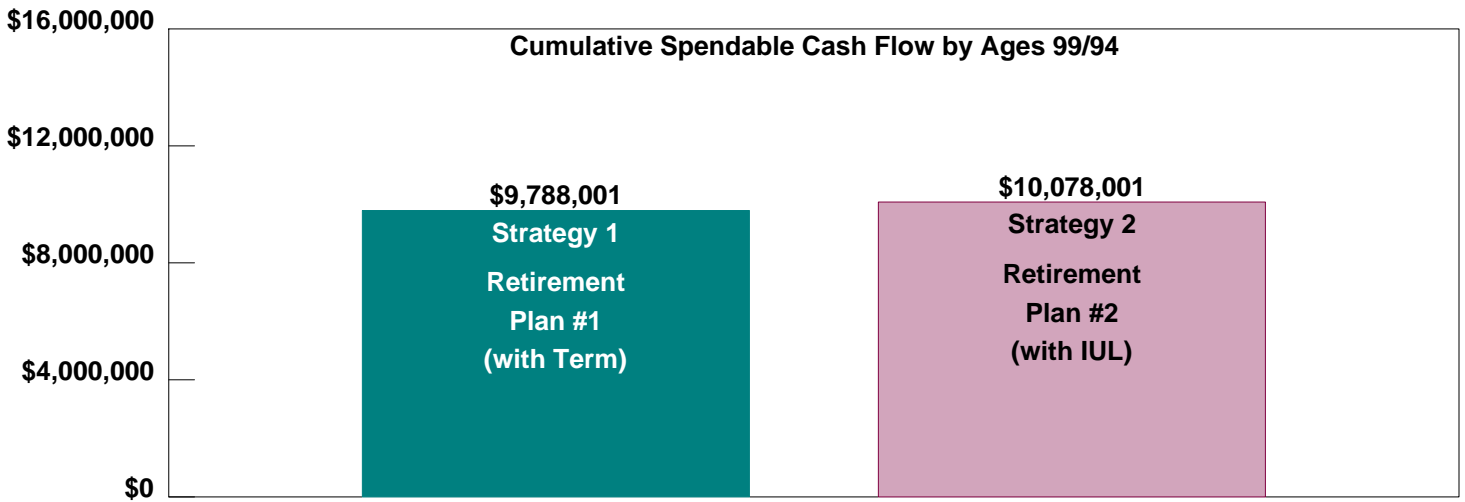 Cumulative Spendable Cash Flow by Ages 99/94
$16,000,000
$12,000,000
$8,000,000
$4,000,000
$0
$9,788,001
Strategy 1
Retirement
Plan #1
(with Term)
$10,078,001
Strategy 2
Retirement
Plan #2
(with IUL)